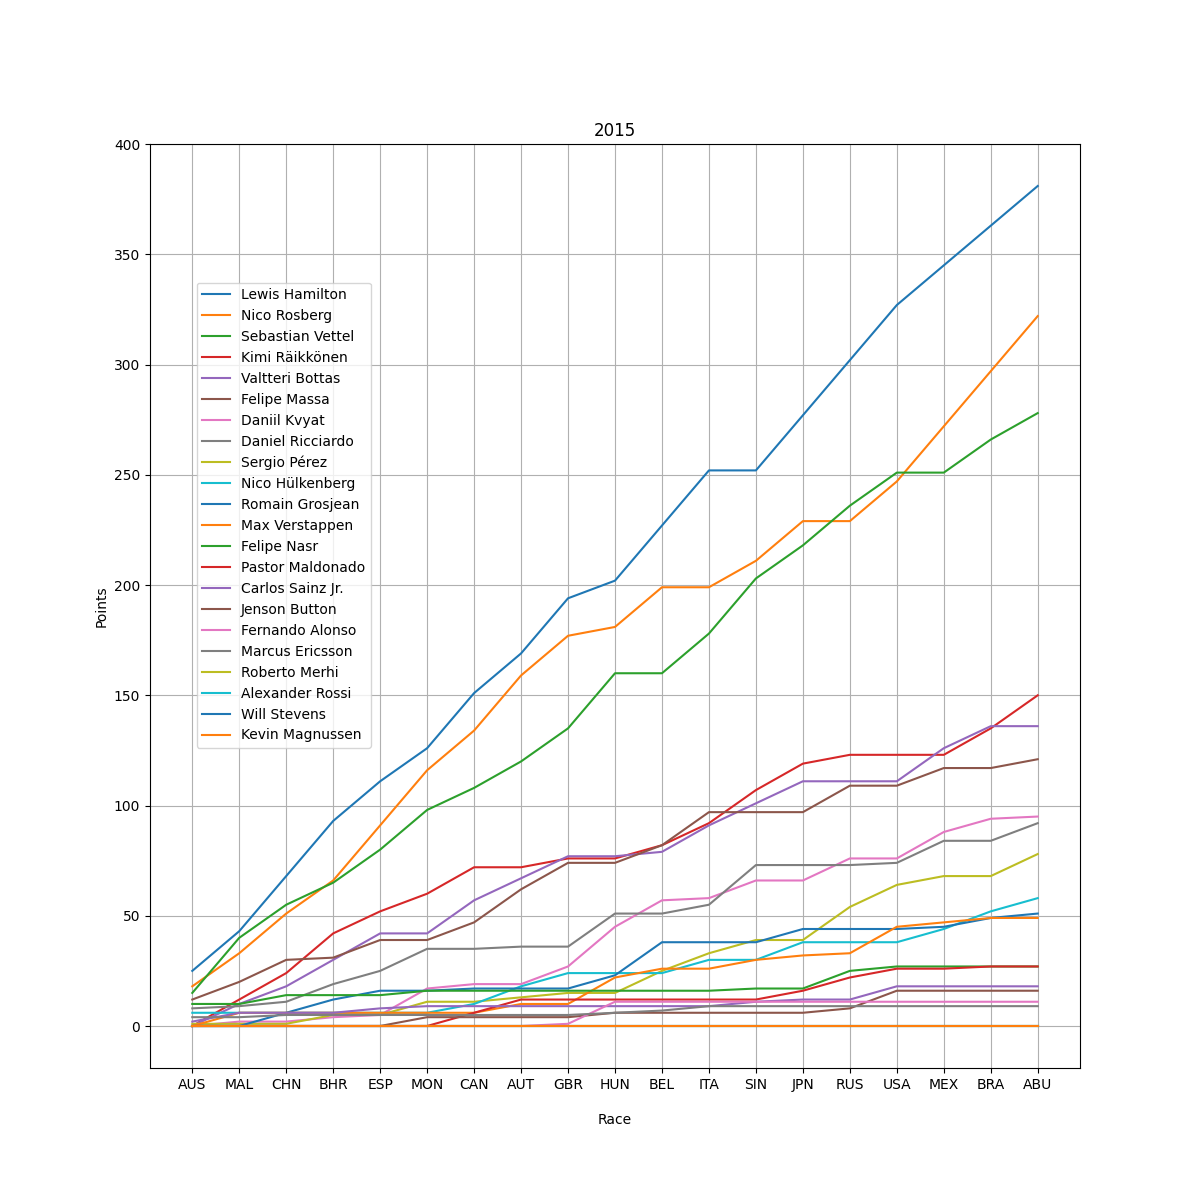 2015
400
350
300
250
200
150
100
50
0
Points
Lewis Hamilton
Nico Rosberg
Sebastian Vettel
Kimi Räikkönen
Valtteri Bottas
Felipe Massa
Daniil Kvyat
Daniel Ricciardo
Sergio Pérez
Nico Hülkenberg
Romain Grosjean
Max Verstappen
Felipe Nasr
Pastor Maldonado
Carlos Sainz Jr.
Jenson Button
Fernando Alonso
Marcus Ericsson
Roberto Merhi
Alexander Rossi
Will Stevens
Kevin Magnussen
AUS MAL CHN BHR ESP MON CAN AUT GBR HUN BEL ITA SIN JPN RUS USA MEX BRA ABU
Race